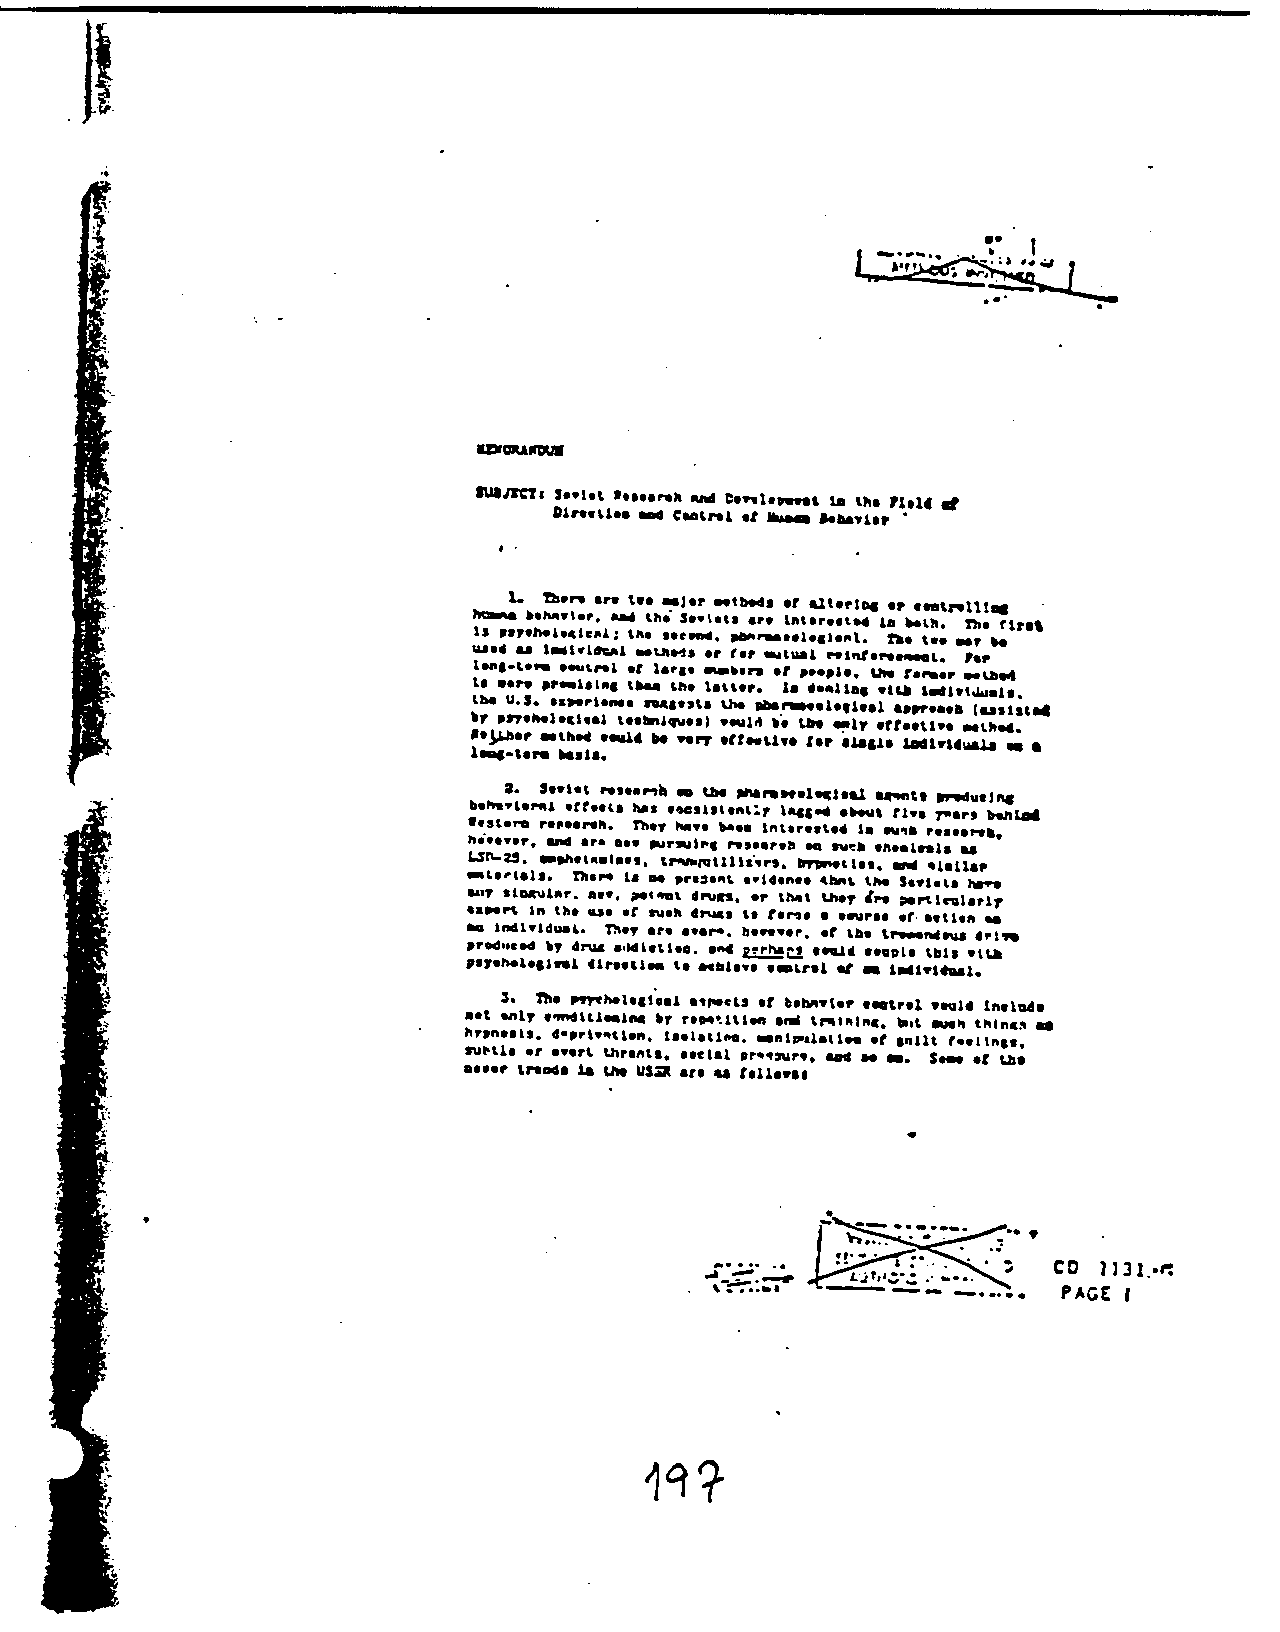 MEMORANDUM
SUBJECT: Soviet Research and Development in the Field of
Direction and Control of Human Behavior
1. There are two major methods of altering or controlling
human behavior, and the Soviets are interested in both. The first
is psychological; the second, pharmacological. The two may be
used as individual methods or for mutual reinforcement. For
long-term control of large numbers of people, the former method
is more promising than the latter. In dealing with individuals,
the U.S. experience suggests the pharmacological approach (assisted
by psychological techniques) would be the only effective method.
Neither method would be very effective for single individuals on a
long-term basis.
2. Soviet research on the pharmacological agents producing
behavioral effects has consistently lagged about five years behind
Western research. They have been interested in such research,
however, and are now pursuing research on such chemicals as
LSD-25, amphetamines, tranquillizers, hypnotics, and similar
materials. There is no present evidence that the Soviets have
any singular, new, potent drugs, or that they are particularly
expert in the use of such drugs to force a course of action on
an individual. They are aware, however, of the tremendous drive
produced by drug addiction, and perhaps could couple this with
psychological direction to achieve control of an individual.
3. The psychological aspects of behavior control would include
not only conditioning by repetition and training, but such things as
hypnosis, deprivation, isolation, manipulation of guilt feelings,
subtle or overt threats, social pressure, and so on. Some of the
newer trends in the USSR are as follows:
CD 1131
PAGE 1
197